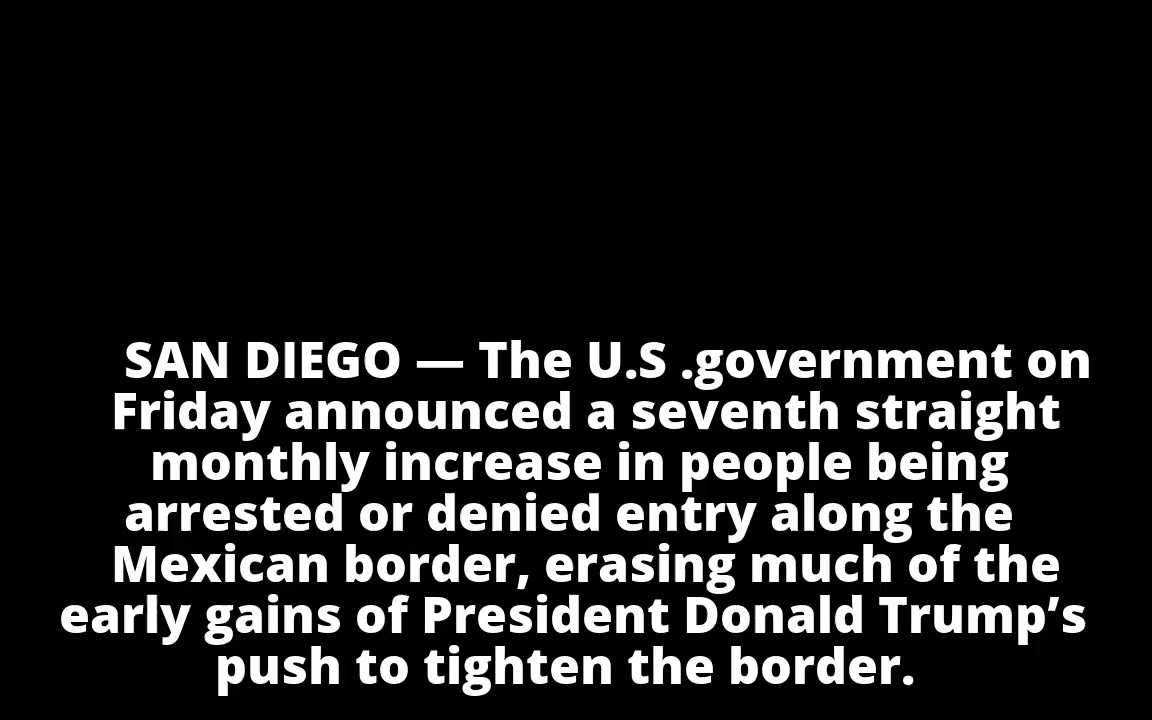 SAN DIEGO — The U.S .government on
Friday announced a seventh straight
monthly increase in people being
arrested or denied entry along the
Mexican border, erasing much of the
early gains of President Donald Trump’s
push to tighten the border.